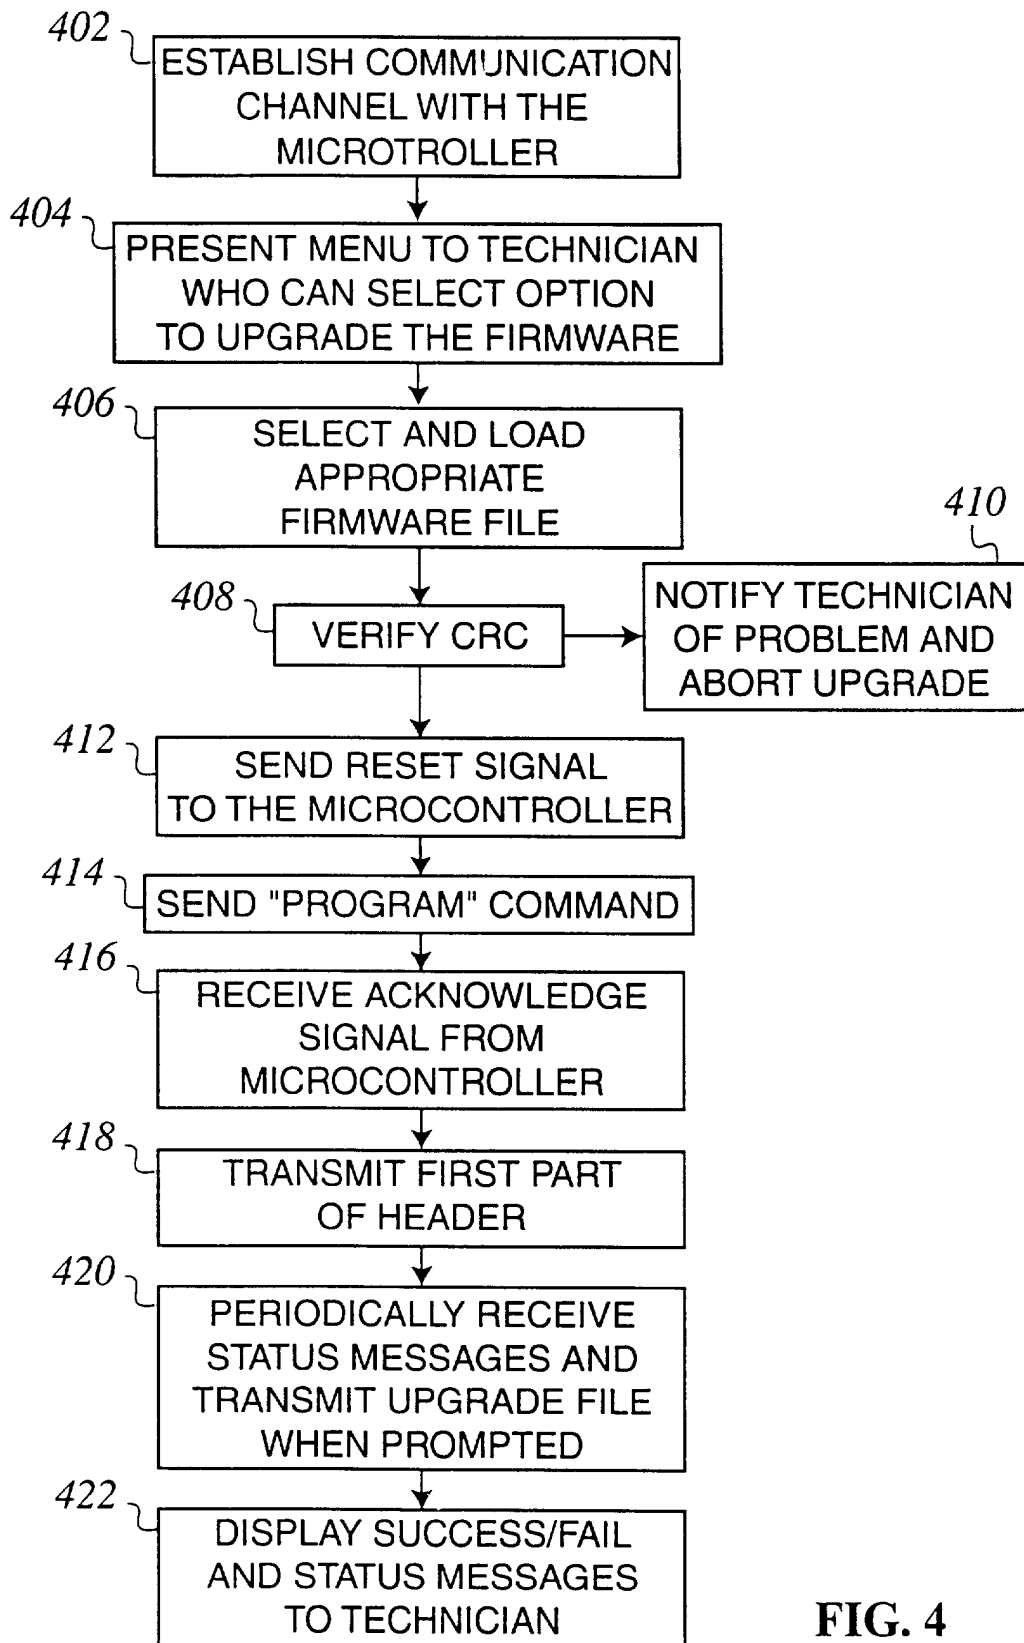 402
ESTABLISH COMMUNICATION
CHANNEL WITH THE
MICROTROLLER
404
PRESENT MENU TO TECHNICIAN
WHO CAN SELECT OPTION
TO UPGRADE THE FIRMWARE
406
SELECT AND LOAD
APPROPRIATE
FIRMWARE FILE
408
VERIFY CRC
410
NOTIFY TECHNICIAN
OF PROBLEM AND
ABORT UPGRADE
412
SEND RESET SIGNAL
TO THE MICROCONTROLLER
414
SEND "PROGRAM" COMMAND
416
RECEIVE ACKNOWLEDGE
SIGNAL FROM
MICROCONTROLLER
418
TRANSMIT FIRST PART
OF HEADER
420
PERIODICALLY RECEIVE
STATUS MESSAGES AND
TRANSMIT UPGRADE FILE
WHEN PROMPTED
422
DISPLAY SUCCESS/FAIL
AND STATUS MESSAGES
TO TECHNICIAN
FIG. 4